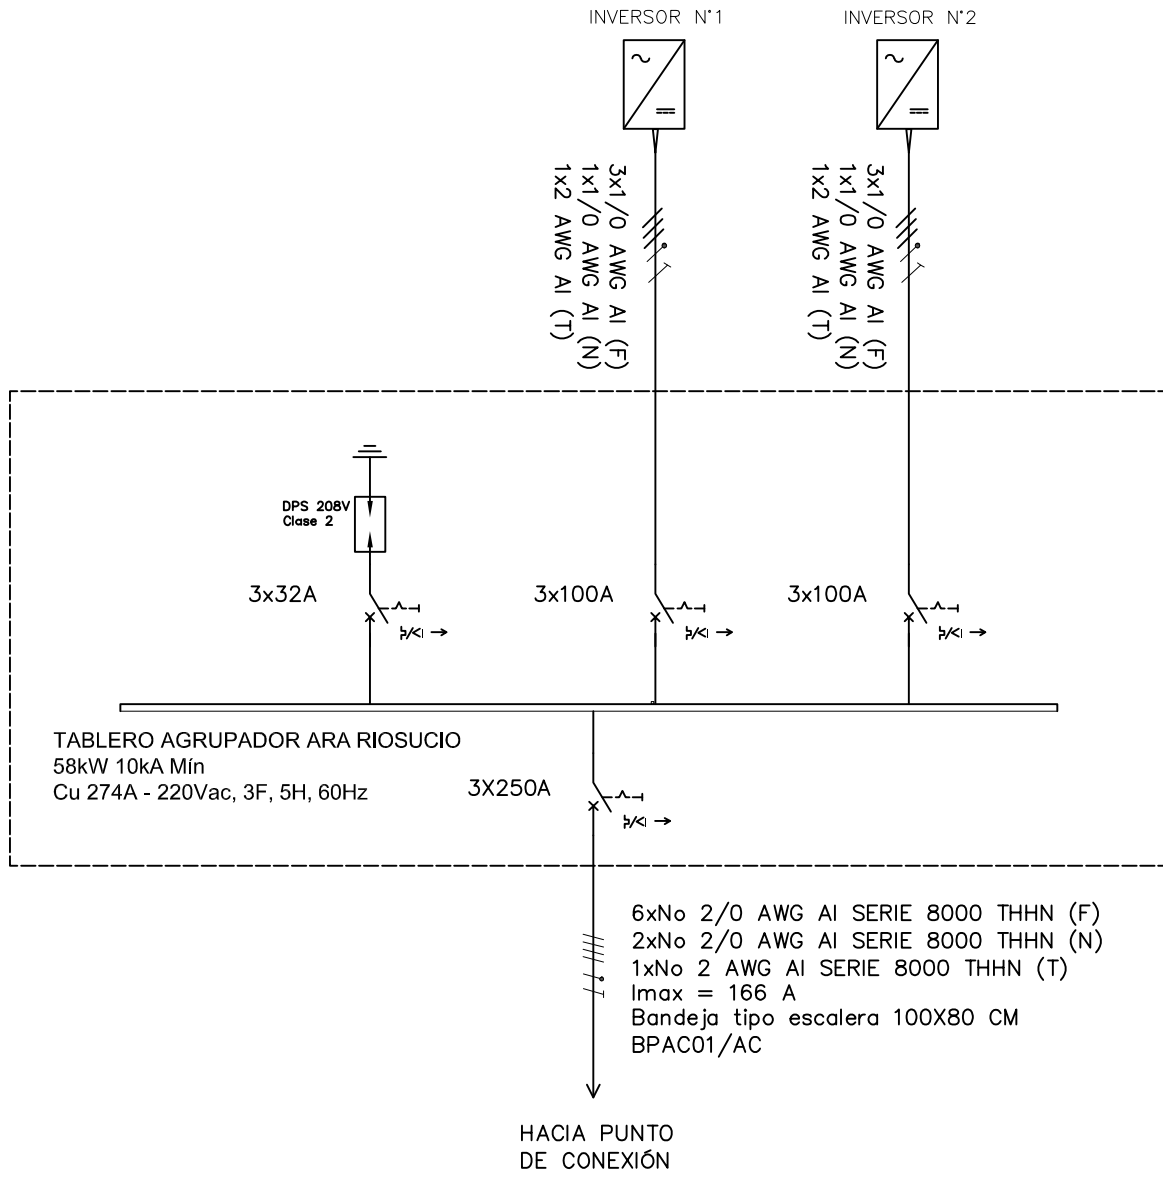 INVERSOR N°1
INVERSOR N°2
3x1/0 AWG Al (F)
1x1/0 AWG Al (N)
1x2 AWG Al (T)
3x1/0 AWG Al (F)
1x1/0 AWG Al (N)
1x2 AWG Al (T)
DPS 208V
Clase 2
3x32A
3x100A
3x100A
TABLERO AGRUPADOR ARA RIOSUCIO
58kW 10kA Mín
Cu 274A - 220Vac, 3F, 5H, 60Hz
3X250A
6xNo 2/0 AWG Al SERIE 8000 THHN (F)
2xNo 2/0 AWG Al SERIE 8000 THHN (N)
1xNo 2 AWG Al SERIE 8000 THHN (T)
Imax = 166 A
Bandeja tipo escalera 100X80 CM
BPAC01/AC
HACIA PUNTO
DE CONEXIÓN